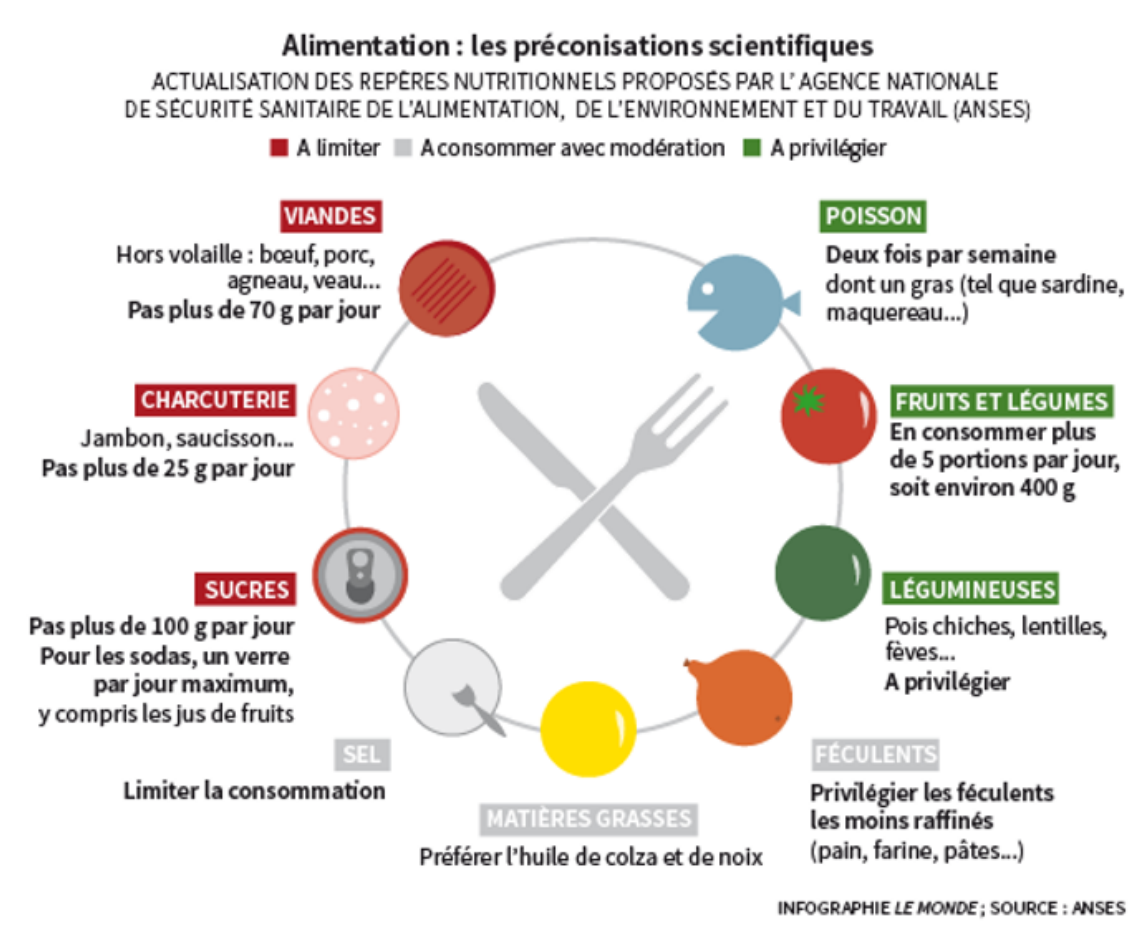 Alimentation : les préconisations scientifiques
ACTUALISATION DES REPÈRES NUTRITIONNELS PROPOSÉS PAR L' AGENCE NATIONALE
DE SÉCURITÉ SANITAIRE DE L'ALIMENTATION, DE L'ENVIRONNEMENT ET DU TRAVAIL (ANSES)
A limiter A consommer avec modération A privilégier
VIANDES
Hors volaille : bœuf, porc,
agneau, veau...
Pas plus de 70 g par jour
CHARCUTERIE
Jambon, saucisson...
Pas plus de 25 g par jour
SUCRES
Pas plus de 100 g par jour
Pour les sodas, un verre
par jour maximum,
y compris les jus de fruits
SEL
Limiter la consommation
MATIÈRES GRASSES
Préférer l'huile de colza et de noix
POISSON
Deux fois par semaine
dont un gras (tel que sardine,
maquereau...)
FRUITS ET LÉGUMES
En consommer plus
de 5 portions par jour,
soit environ 400 g
LÉGUMINEUSES
Pois chiches, lentilles,
fèves...
A privilégier
FÉCULENTS
Privilégier les féculents
les moins raffinés
(pain, farine, pâtes...)
INFOGRAPHIE LE MONDE ; SOURCE : ANSES